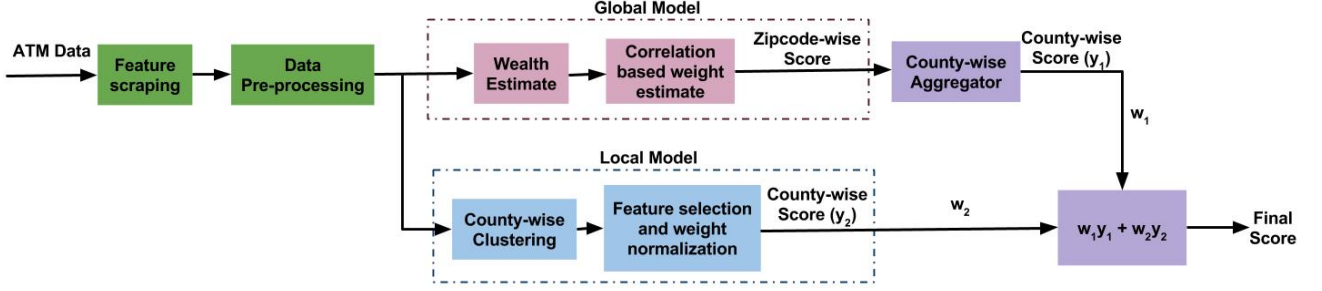 Global Model
ATM Data
Feature
scraping
Data
Pre-processing
Wealth
Estimate
Correlation
based weight
estimate
Zipcode-wise
Score
County-wise
Aggregator
County-wise
Score (y₁)
w₁
Local Model
County-wise
Clustering
Feature selection
and weight
normalization
County-wise
Score (y₂)
w₂
w₁y₁ + w₂y₂
Final
Score